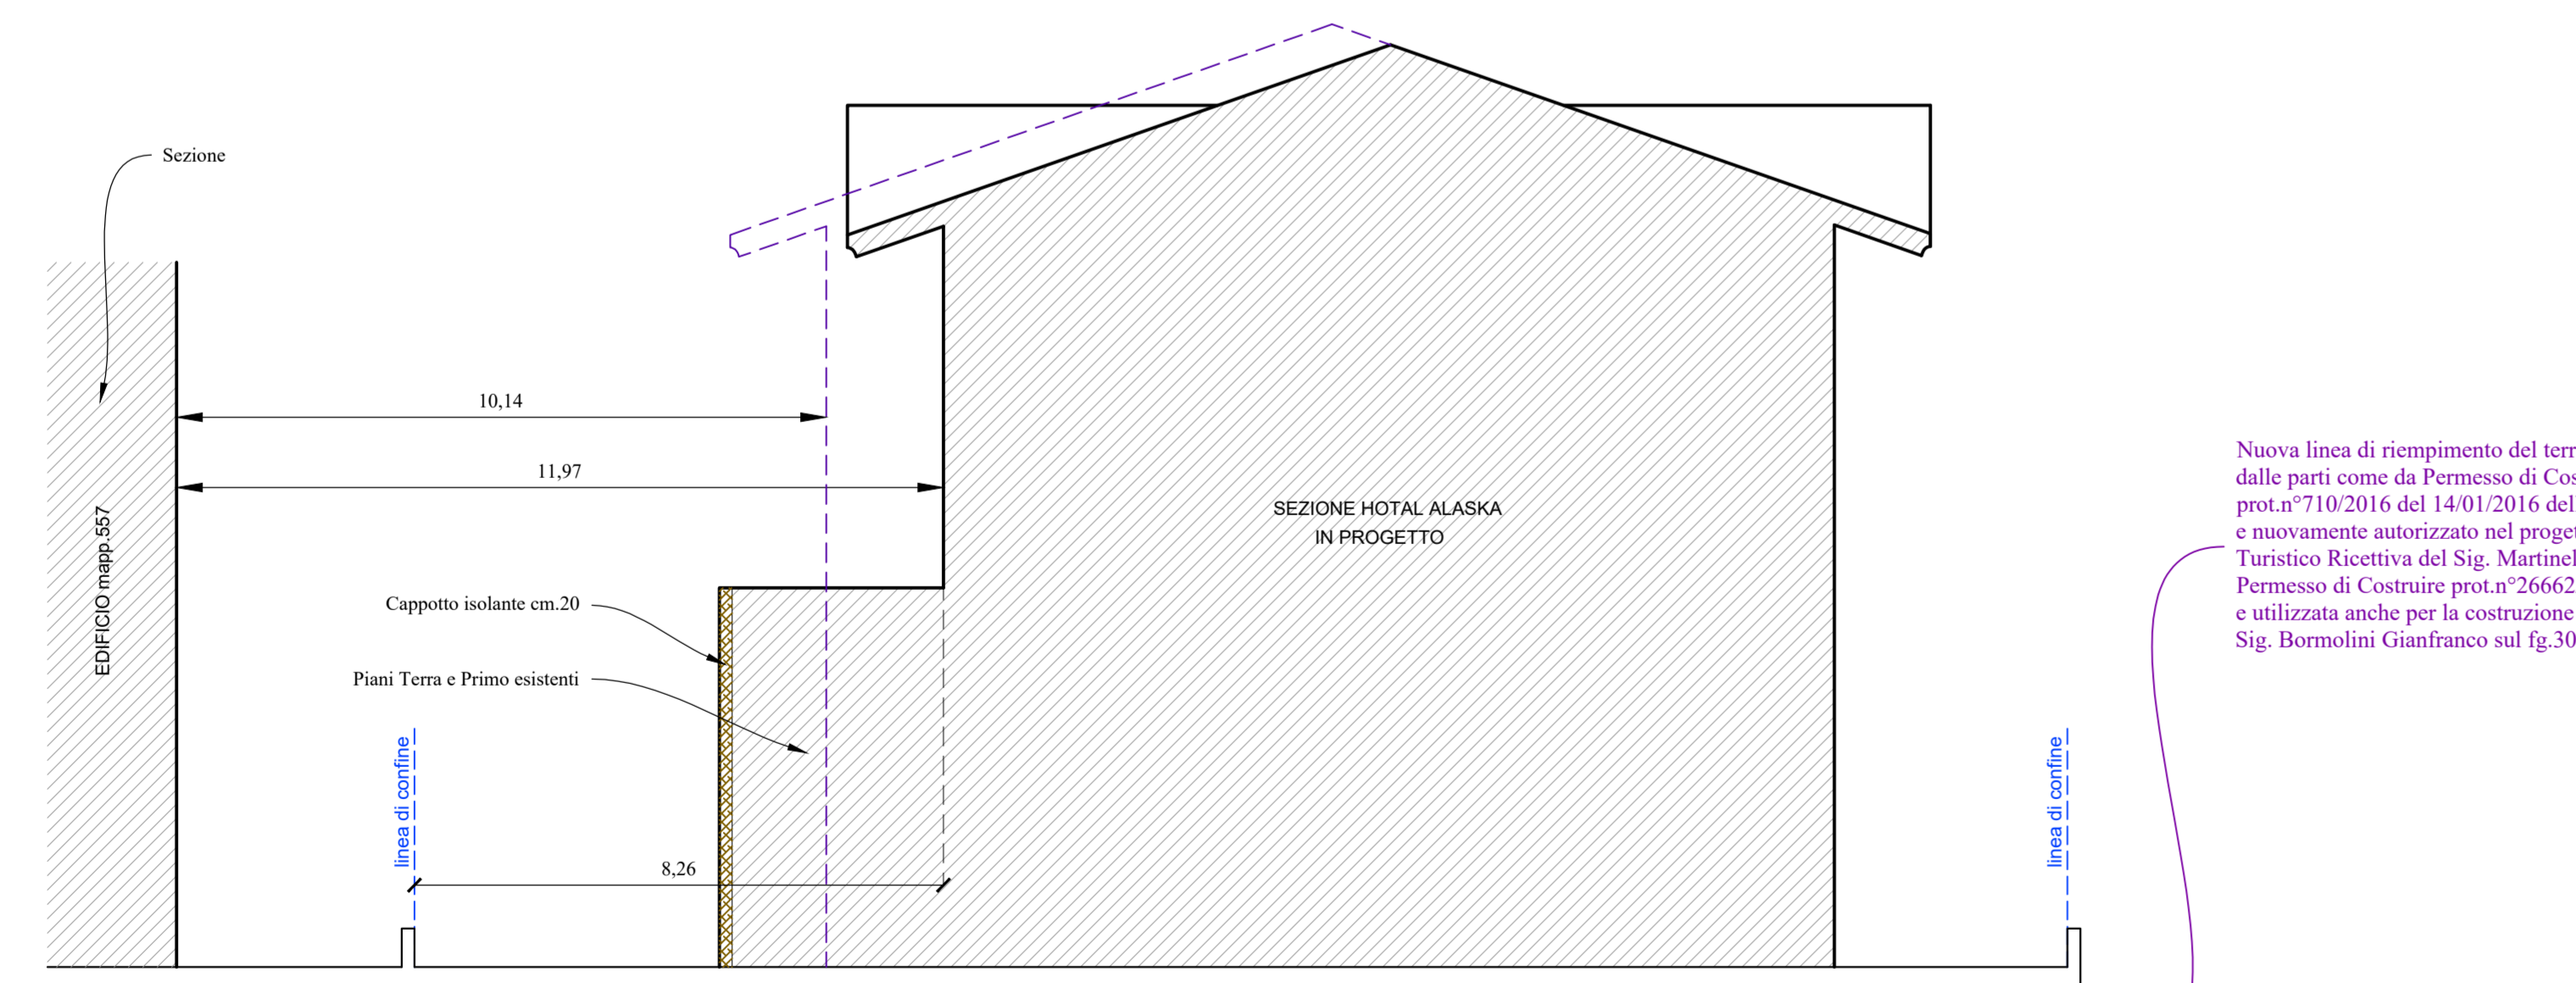 Sezione
10,14
11,97
EDIFICIO mapp.557
SEZIONE HOTAL ALASKA
IN PROGETTO
Cappotto isolante cm.20
Piani Terra e Primo esistenti
linea di confine
8,26
linea di confine
Nuova linea di riempimento del terr
dalle parti come da Permesso di Cos
prot.n°710/2016 del 14/01/2016 del
e nuovamente autorizzato nel proget
Turistico Ricettiva del Sig. Martinel
Permesso di Costruire prot.n°26662
e utilizzata anche per la costruzione
Sig. Bormolini Gianfranco sul fg.30